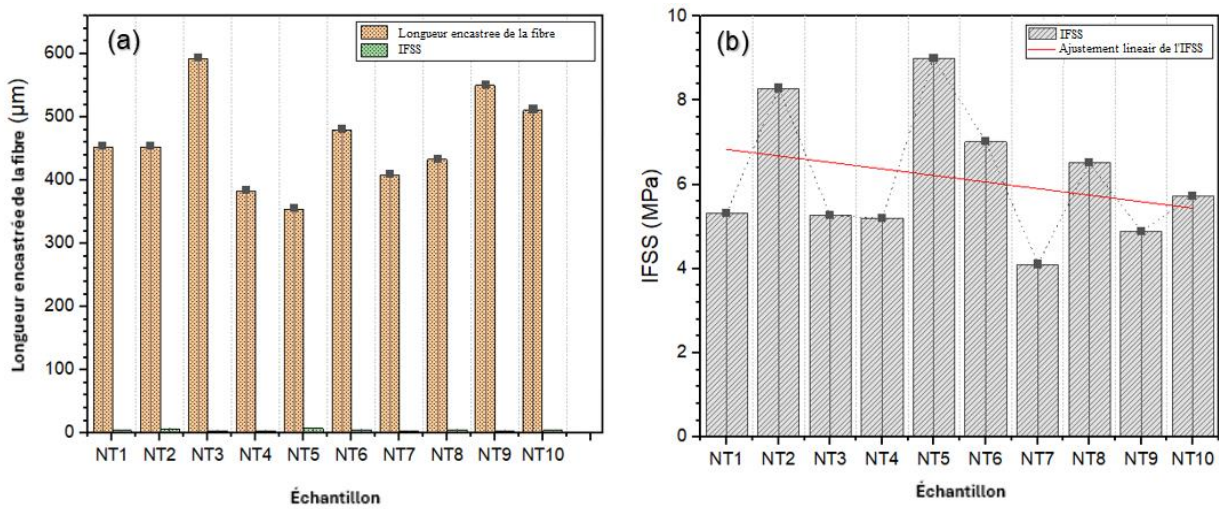 (a)
Longueur encastree de la fibre
IFSS
600
500
400
300
200
100
0
Longueur encastrée de la fibre (µm)
NT1 NT2 NT3 NT4 NT5 NT6 NT7 NT8 NT9 NT10
Échantillon
(b)
IFSS
Ajustement lineair de l'IFSS
10
8
6
4
2
0
IFSS (MPa)
NT1 NT2 NT3 NT4 NT5 NT6 NT7 NT8 NT9 NT10
Échantillon